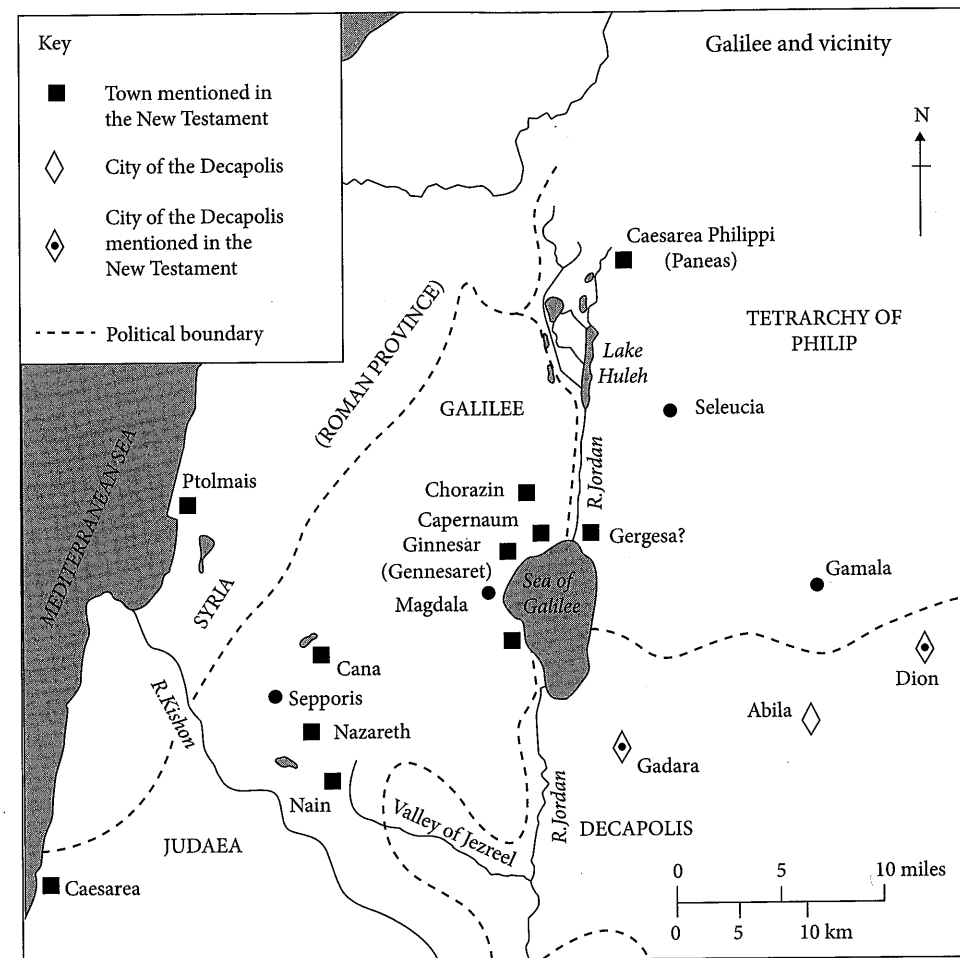 Key
Town mentioned in
the New Testament
City of the Decapolis
City of the Decapolis
mentioned in the
New Testament
Political boundary
Galilee and vicinity
N
Caesarea Philippi
(Paneas)
TETRARCHY OF
PHILIP
(ROMAN PROVINCE)
Lake
Huleh
GALILEE
Seleucia
MEDITERRANEAN SEA
Ptolmais
R.Jordan
Chorazin
Capernaum
Gergesa?
Ginnesar
(Gennesaret)
Gamala
Sea of
Galilee
Magdala
SYRIA
Cana
Dion
Sepporis
R.Kishon
Abila
Nazareth
Gadara
Nain
Valley of Jezreel
R.Jordan
DECAPOLIS
JUDAEA
Caesarea
0 5 10 miles
0 5 10 km